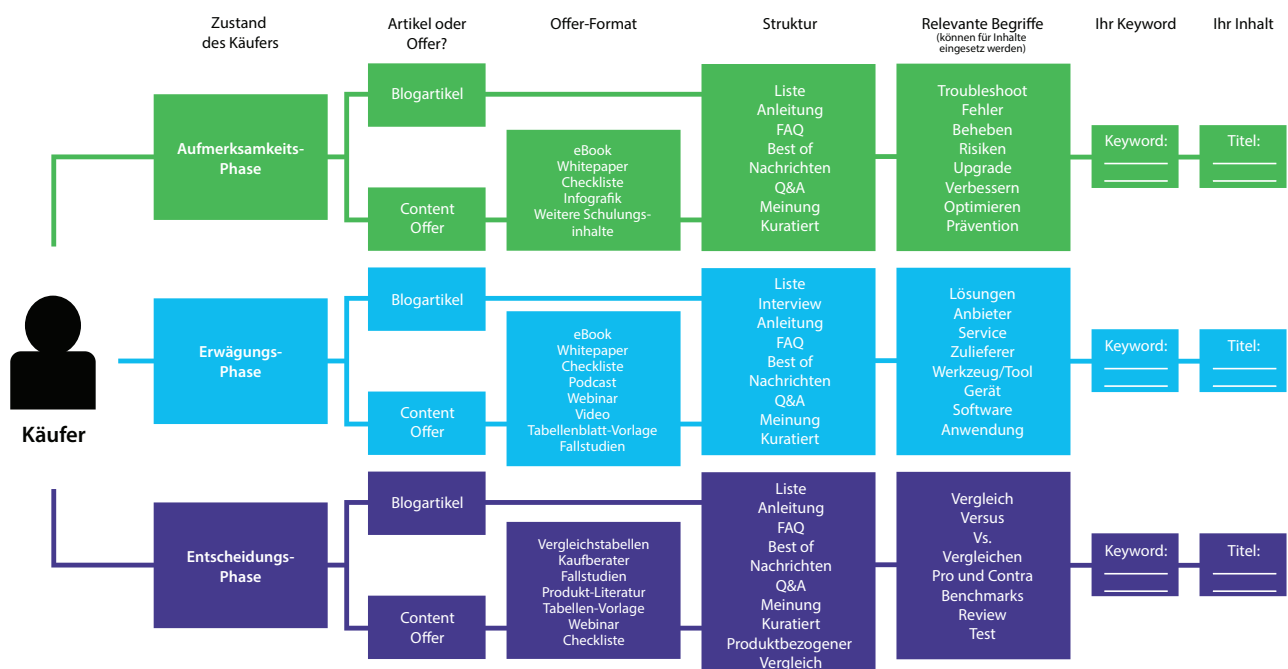 Zustand
des Käufers
Artikel oder
Offer?
Offer-Format
Struktur
Relevante Begriffe
(können für Inhalte
eingesetz werden)
Ihr Keyword
Ihr Inhalt
Käufer
Aufmerksamkeits-
Phase
Blogartikel
Content
Offer
eBook
Whitepaper
Checkliste
Infografik
Weitere Schulungs-
inhalte
Liste
Anleitung
FAQ
Best of
Nachrichten
Q&A
Meinung
Kuratiert
Troubleshoot
Fehler
Beheben
Risiken
Upgrade
Verbessern
Optimieren
Prävention
Keyword:
Titel:
Erwägungs-
Phase
Blogartikel
Content
Offer
eBook
Whitepaper
Checkliste
Podcast
Webinar
Video
Tabellenblatt-Vorlage
Fallstudien
Liste
Interview
Anleitung
FAQ
Best of
Nachrichten
Q&A
Meinung
Kuratiert
Lösungen
Anbieter
Service
Zulieferer
Werkzeug/Tool
Gerät
Software
Anwendung
Keyword:
Titel:
Entscheidungs-
Phase
Blogartikel
Content
Offer
Vergleichstabellen
Kaufberater
Fallstudien
Produkt-Literatur
Tabellen-Vorlage
Webinar
Checkliste
Liste
Anleitung
FAQ
Best of
Nachrichten
Q&A
Meinung
Kuratiert
Produktbezogener
Vergleich
Vergleich
Versus
Vs.
Vergleichen
Pro und Contra
Benchmarks
Review
Test
Keyword:
Titel: